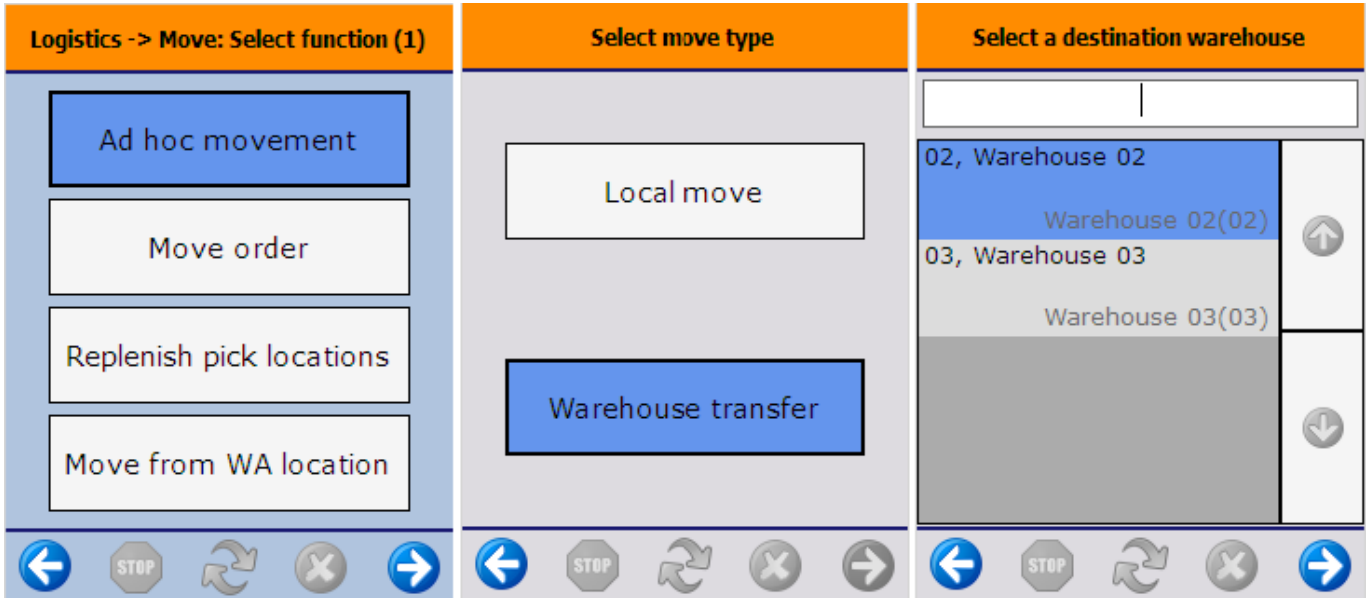 Logistics -> Move: Select function (1)
Ad hoc movement
Move order
Replenish pick locations
Move from WA location
STOP
Select move type
Local move
Warehouse transfer
STOP
Select a destination warehouse
02, Warehouse 02
Warehouse 02(02)
03, Warehouse 03
Warehouse 03(03)
STOP